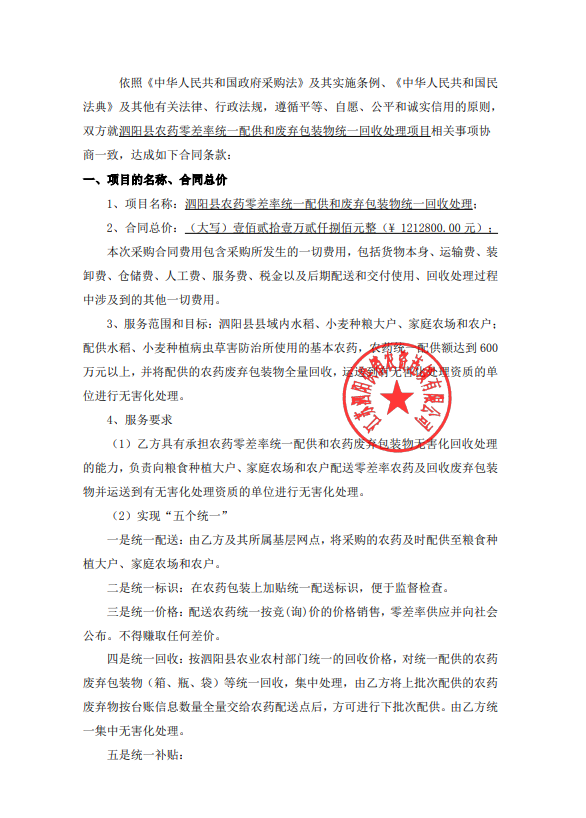 依照《中华人民共和国政府采购法》及其实施条例、《中华人民共和国民
法典》及其他有关法律、行政法规，遵循平等、自愿、公平和诚实信用的原则，
双方就泗阳县农药零差率统一配供和废弃包装物统一回收处理项目相关事项协
商一致，达成如下合同条款：
一、项目的名称、合同总价
1、项目名称：泗阳县农药零差率统一配供和废弃包装物统一回收处理；
2、合同总价：（大写）壹佰贰拾壹万贰仟捌佰元整（¥ 1212800.00 元）；
本次采购合同费用包含采购所发生的一切费用，包括货物本身、运输费、装
卸费、仓储费、人工费、服务费、税金以及后期配送和交付使用、回收处理过程
中涉及到的其他一切费用。
3、服务范围和目标：泗阳县县域内水稻、小麦种粮大户、家庭农场和农户；
配供水稻、小麦种植病虫草害防治所使用的基本农药，农药统一配供额达到 600
万元以上，并将配供的农药废弃包装物全量回收，运送到有无害化处理资质的单
位进行无害化处理。
4、服务要求
（1）乙方具有承担农药零差率统一配供和农药废弃包装物无害化回收处理
的能力，负责向粮食种植大户、家庭农场和农户配送零差率农药及回收废弃包装
物并运送到有无害化处理资质的单位进行无害化处理。
（2）实现“五个统一”
一是统一配送：由乙方及其所属基层网点，将采购的农药及时配供至粮食种
植大户、家庭农场和农户。
二是统一标识：在农药包装上加贴统一配送标识，便于监督检查。
三是统一价格：配送农药统一按竞(询)价的价格销售，零差率供应并向社会
公布。不得赚取任何差价。
四是统一回收：按泗阳县农业农村部门统一的回收价格，对统一配供的农药
废弃包装物（箱、瓶、袋）等统一回收，集中处理，由乙方将上批次配供的农药
废弃物按台账信息数量全量交给农药配送点后，方可进行下批次配供。由乙方统
一集中无害化处理。
五是统一补贴：